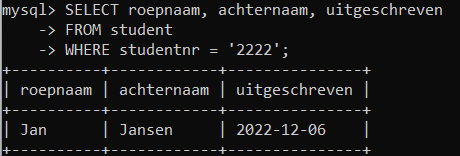 mysql> SELECT roepnaam, achternaam, uitgeschreven
    -> FROM student
    -> WHERE studentnr = '2222';
+----------+------------+---------------+
| roepnaam | achternaam | uitgeschreven |
+----------+------------+---------------+
| Jan      | Jansen     | 2022-12-06    |
+----------+------------+---------------+